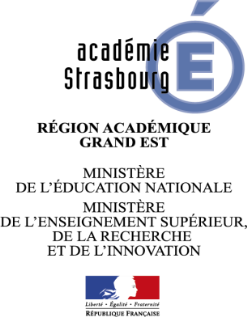 académie
Strasbourg
É
RÉGION ACADÉMIQUE
GRAND EST
MINISTÈRE
DE L’ÉDUCATION NATIONALE
MINISTÈRE
DE L’ENSEIGNEMENT SUPÉRIEUR,
DE LA RECHERCHE
ET DE L’INNOVATION
Liberté • Égalité • Fraternité
RÉPUBLIQUE FRANÇAISE